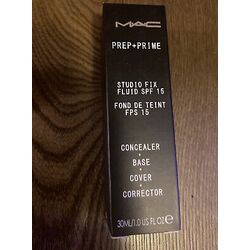 MAC
PREP+PRIME
STUDIO FIX
FLUID SPF 15
FOND DE TEINT
FPS 15
CONCEALER
+
BASE
+
COVER
+
CORRECTOR
30ML/1.0 US FL OZ ℮